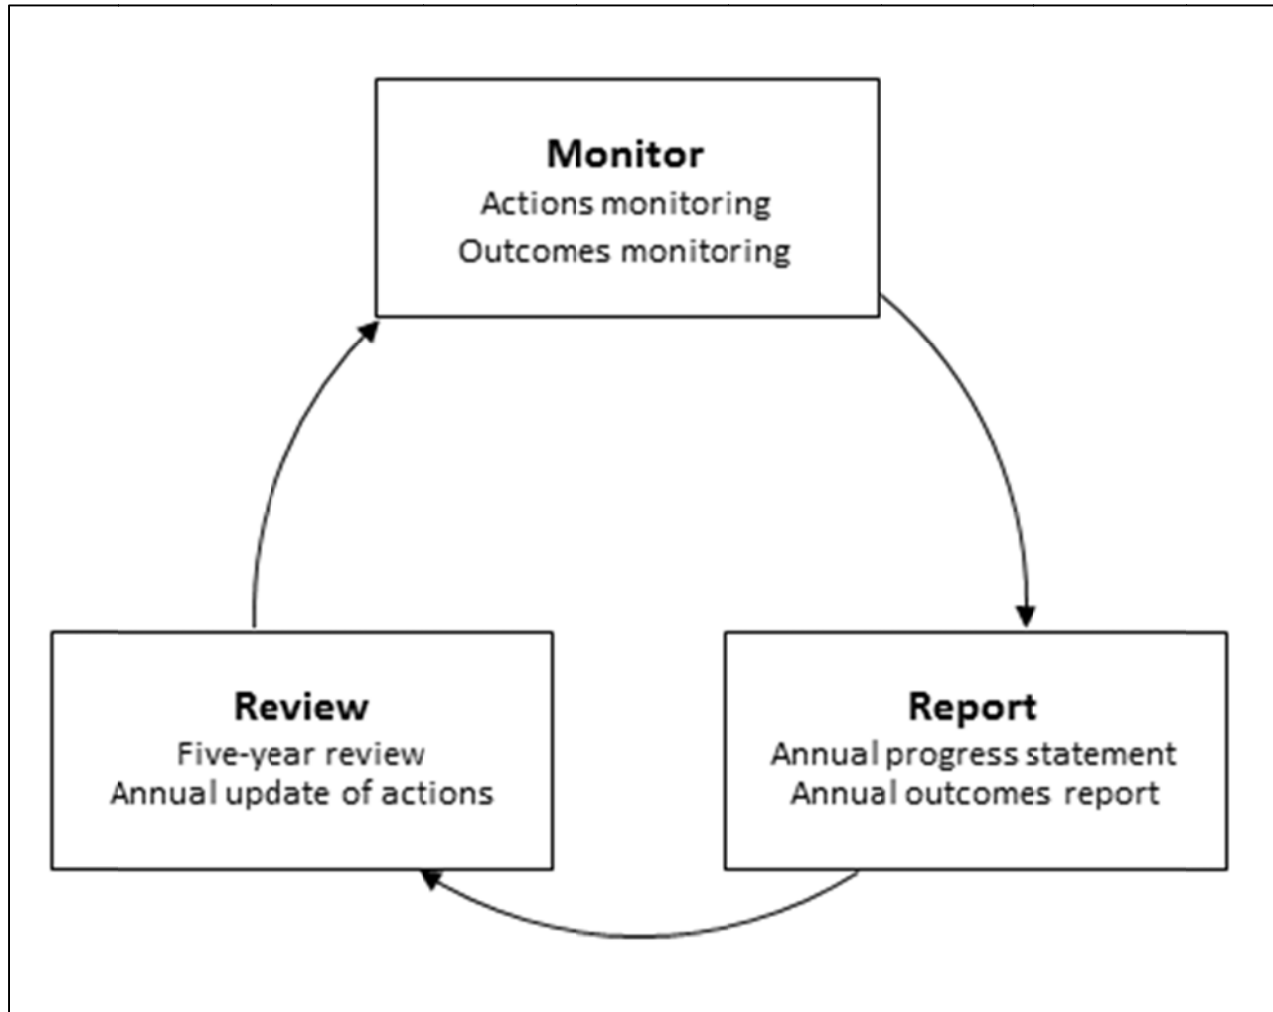 Monitor
Actions monitoring
Outcomes monitoring
Review
Five-year review
Annual update of actions
Report
Annual progress statement
Annual outcomes report